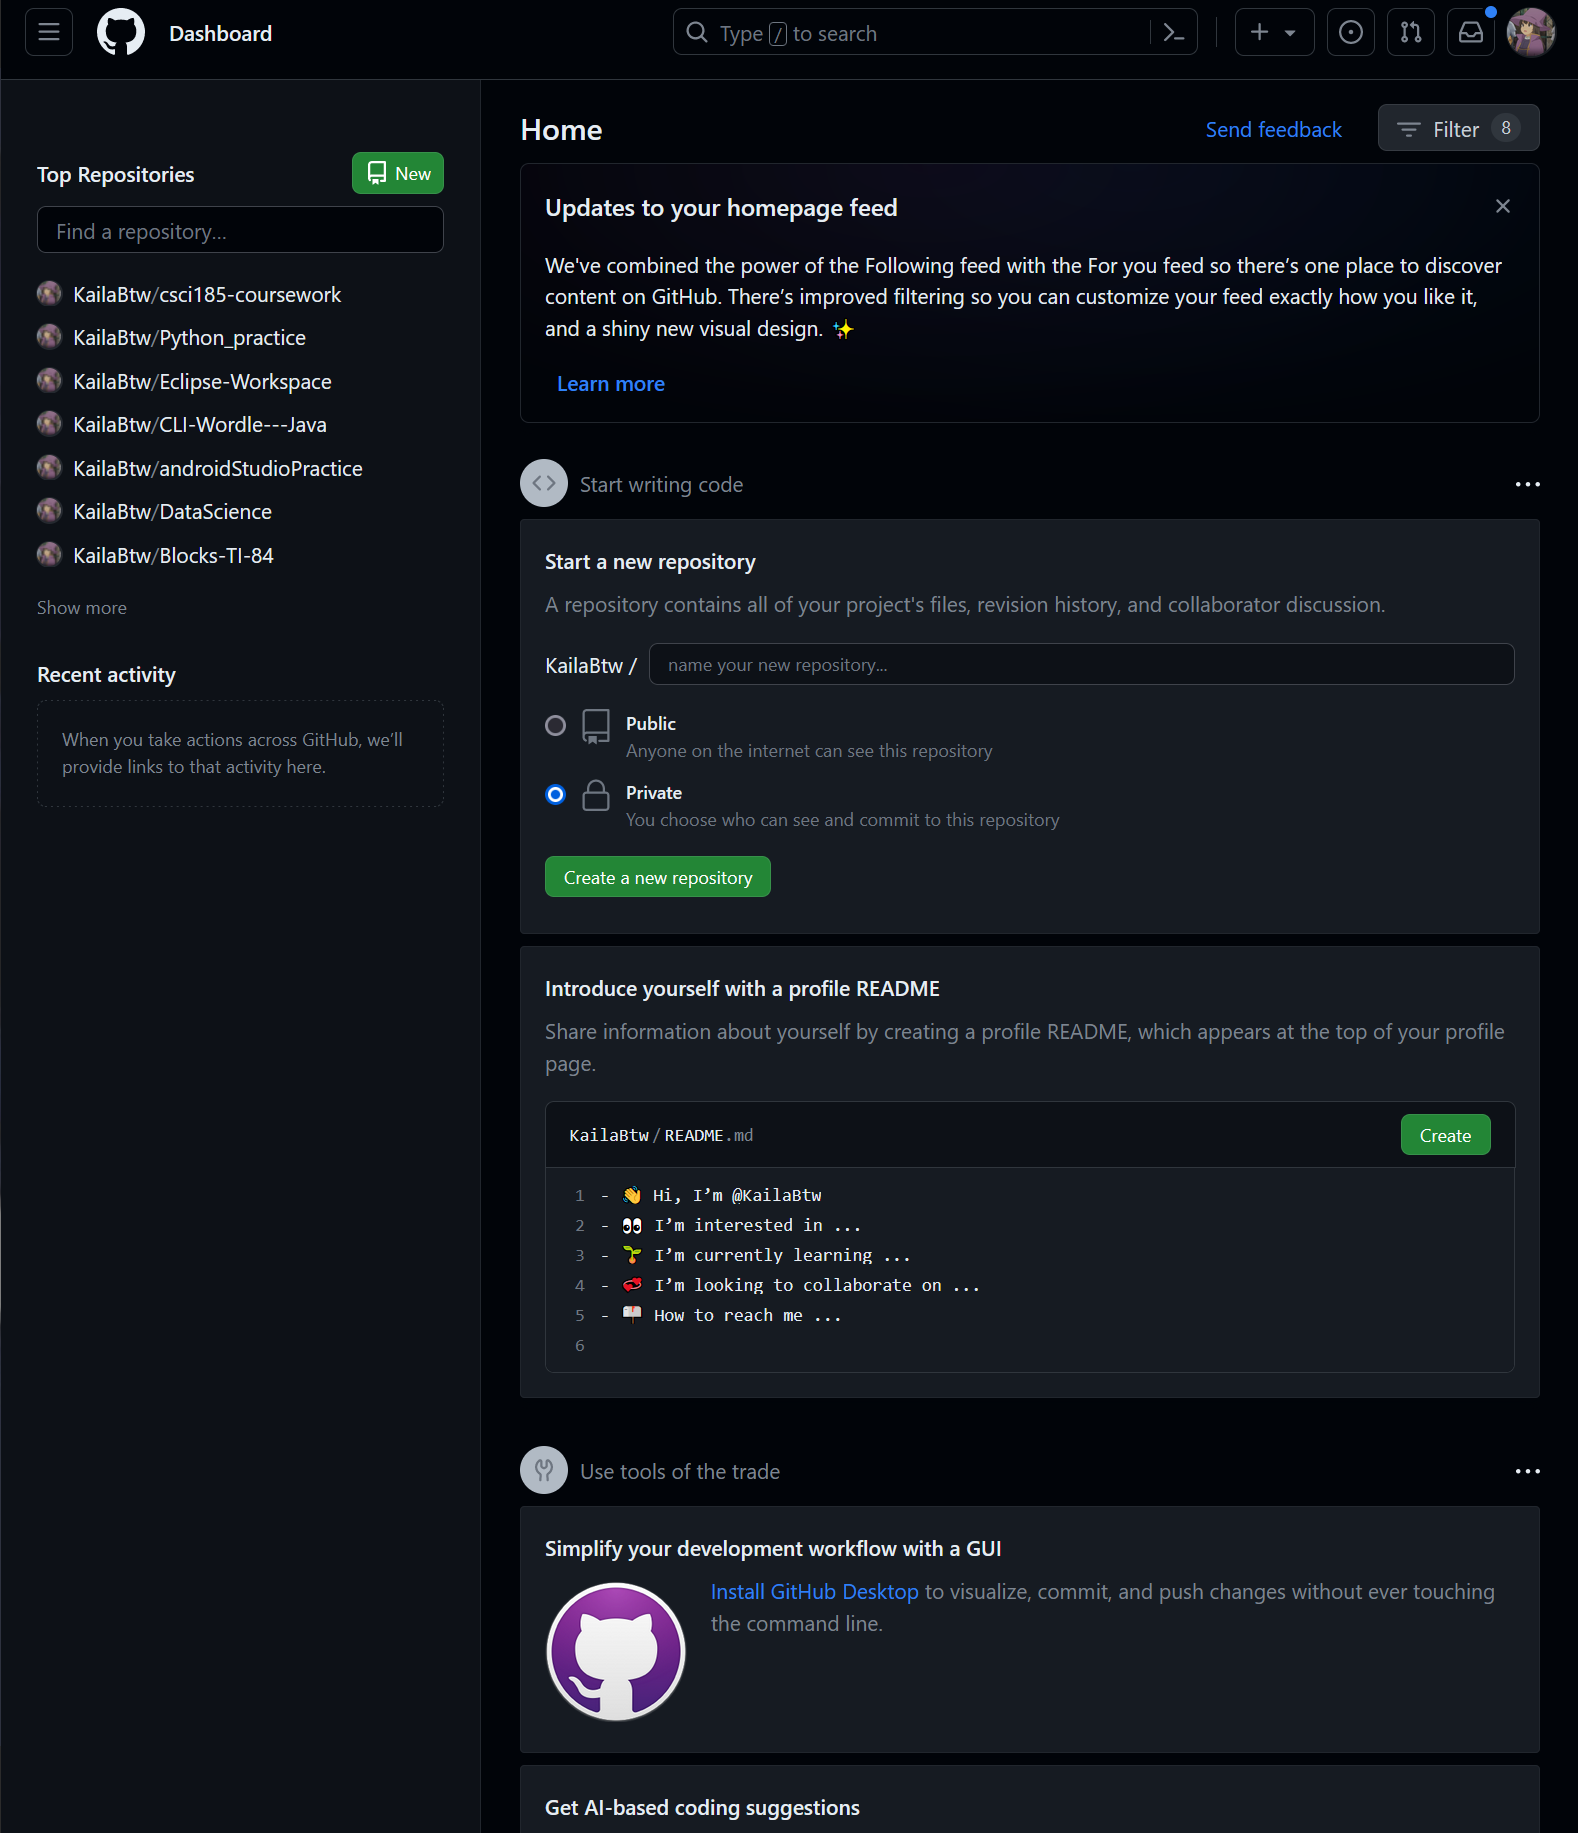 Dashboard
Type / to search
Top Repositories
New
Find a repository...
KailaBtw/csci185-coursework
KailaBtw/Python_practice
KailaBtw/Eclipse-Workspace
KailaBtw/CLI-Wordle---Java
KailaBtw/androidStudioPractice
KailaBtw/DataScience
KailaBtw/Blocks-TI-84
Show more
Recent activity
When you take actions across GitHub, we’ll
provide links to that activity here.
Home
Send feedback
Filter 8
Updates to your homepage feed
We've combined the power of the Following feed with the For you feed so there’s one place to discover
content on GitHub. There’s improved filtering so you can customize your feed exactly how you like it,
and a shiny new visual design. ✨
Learn more
Start writing code
Start a new repository
A repository contains all of your project's files, revision history, and collaborator discussion.
KailaBtw / name your new repository...
Public
Anyone on the internet can see this repository
Private
You choose who can see and commit to this repository
Create a new repository
Introduce yourself with a profile README
Share information about yourself by creating a profile README, which appears at the top of your profile
page.
KailaBtw / README.md
Create
1 - 👋 Hi, I’m @KailaBtw
2 - 👀 I’m interested in ...
3 - 🌱 I’m currently learning ...
4 - 💞️ I’m looking to collaborate on ...
5 - 📫 How to reach me ...
6
Use tools of the trade
Simplify your development workflow with a GUI
Install GitHub Desktop to visualize, commit, and push changes without ever touching
the command line.
Get AI-based coding suggestions